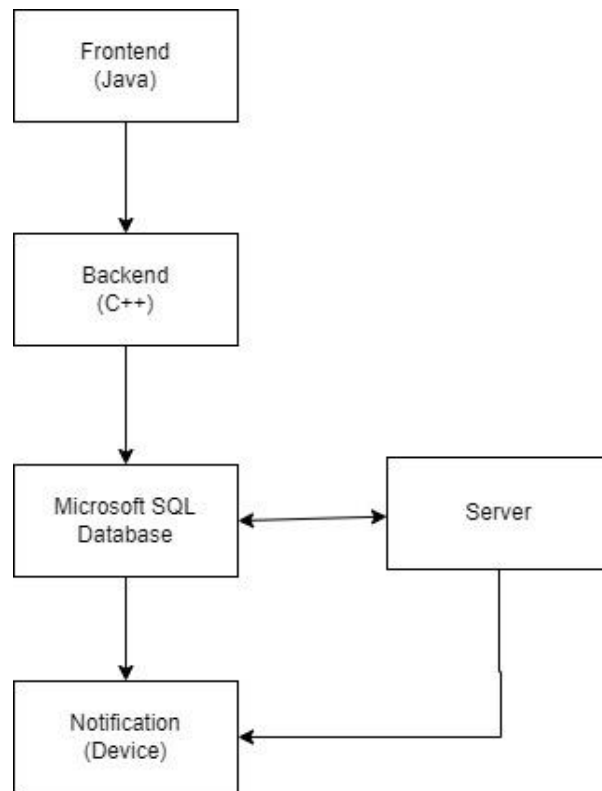 Frontend
(Java)
Backend
(C++)
Microsoft SQL
Database
Server
Notification
(Device)